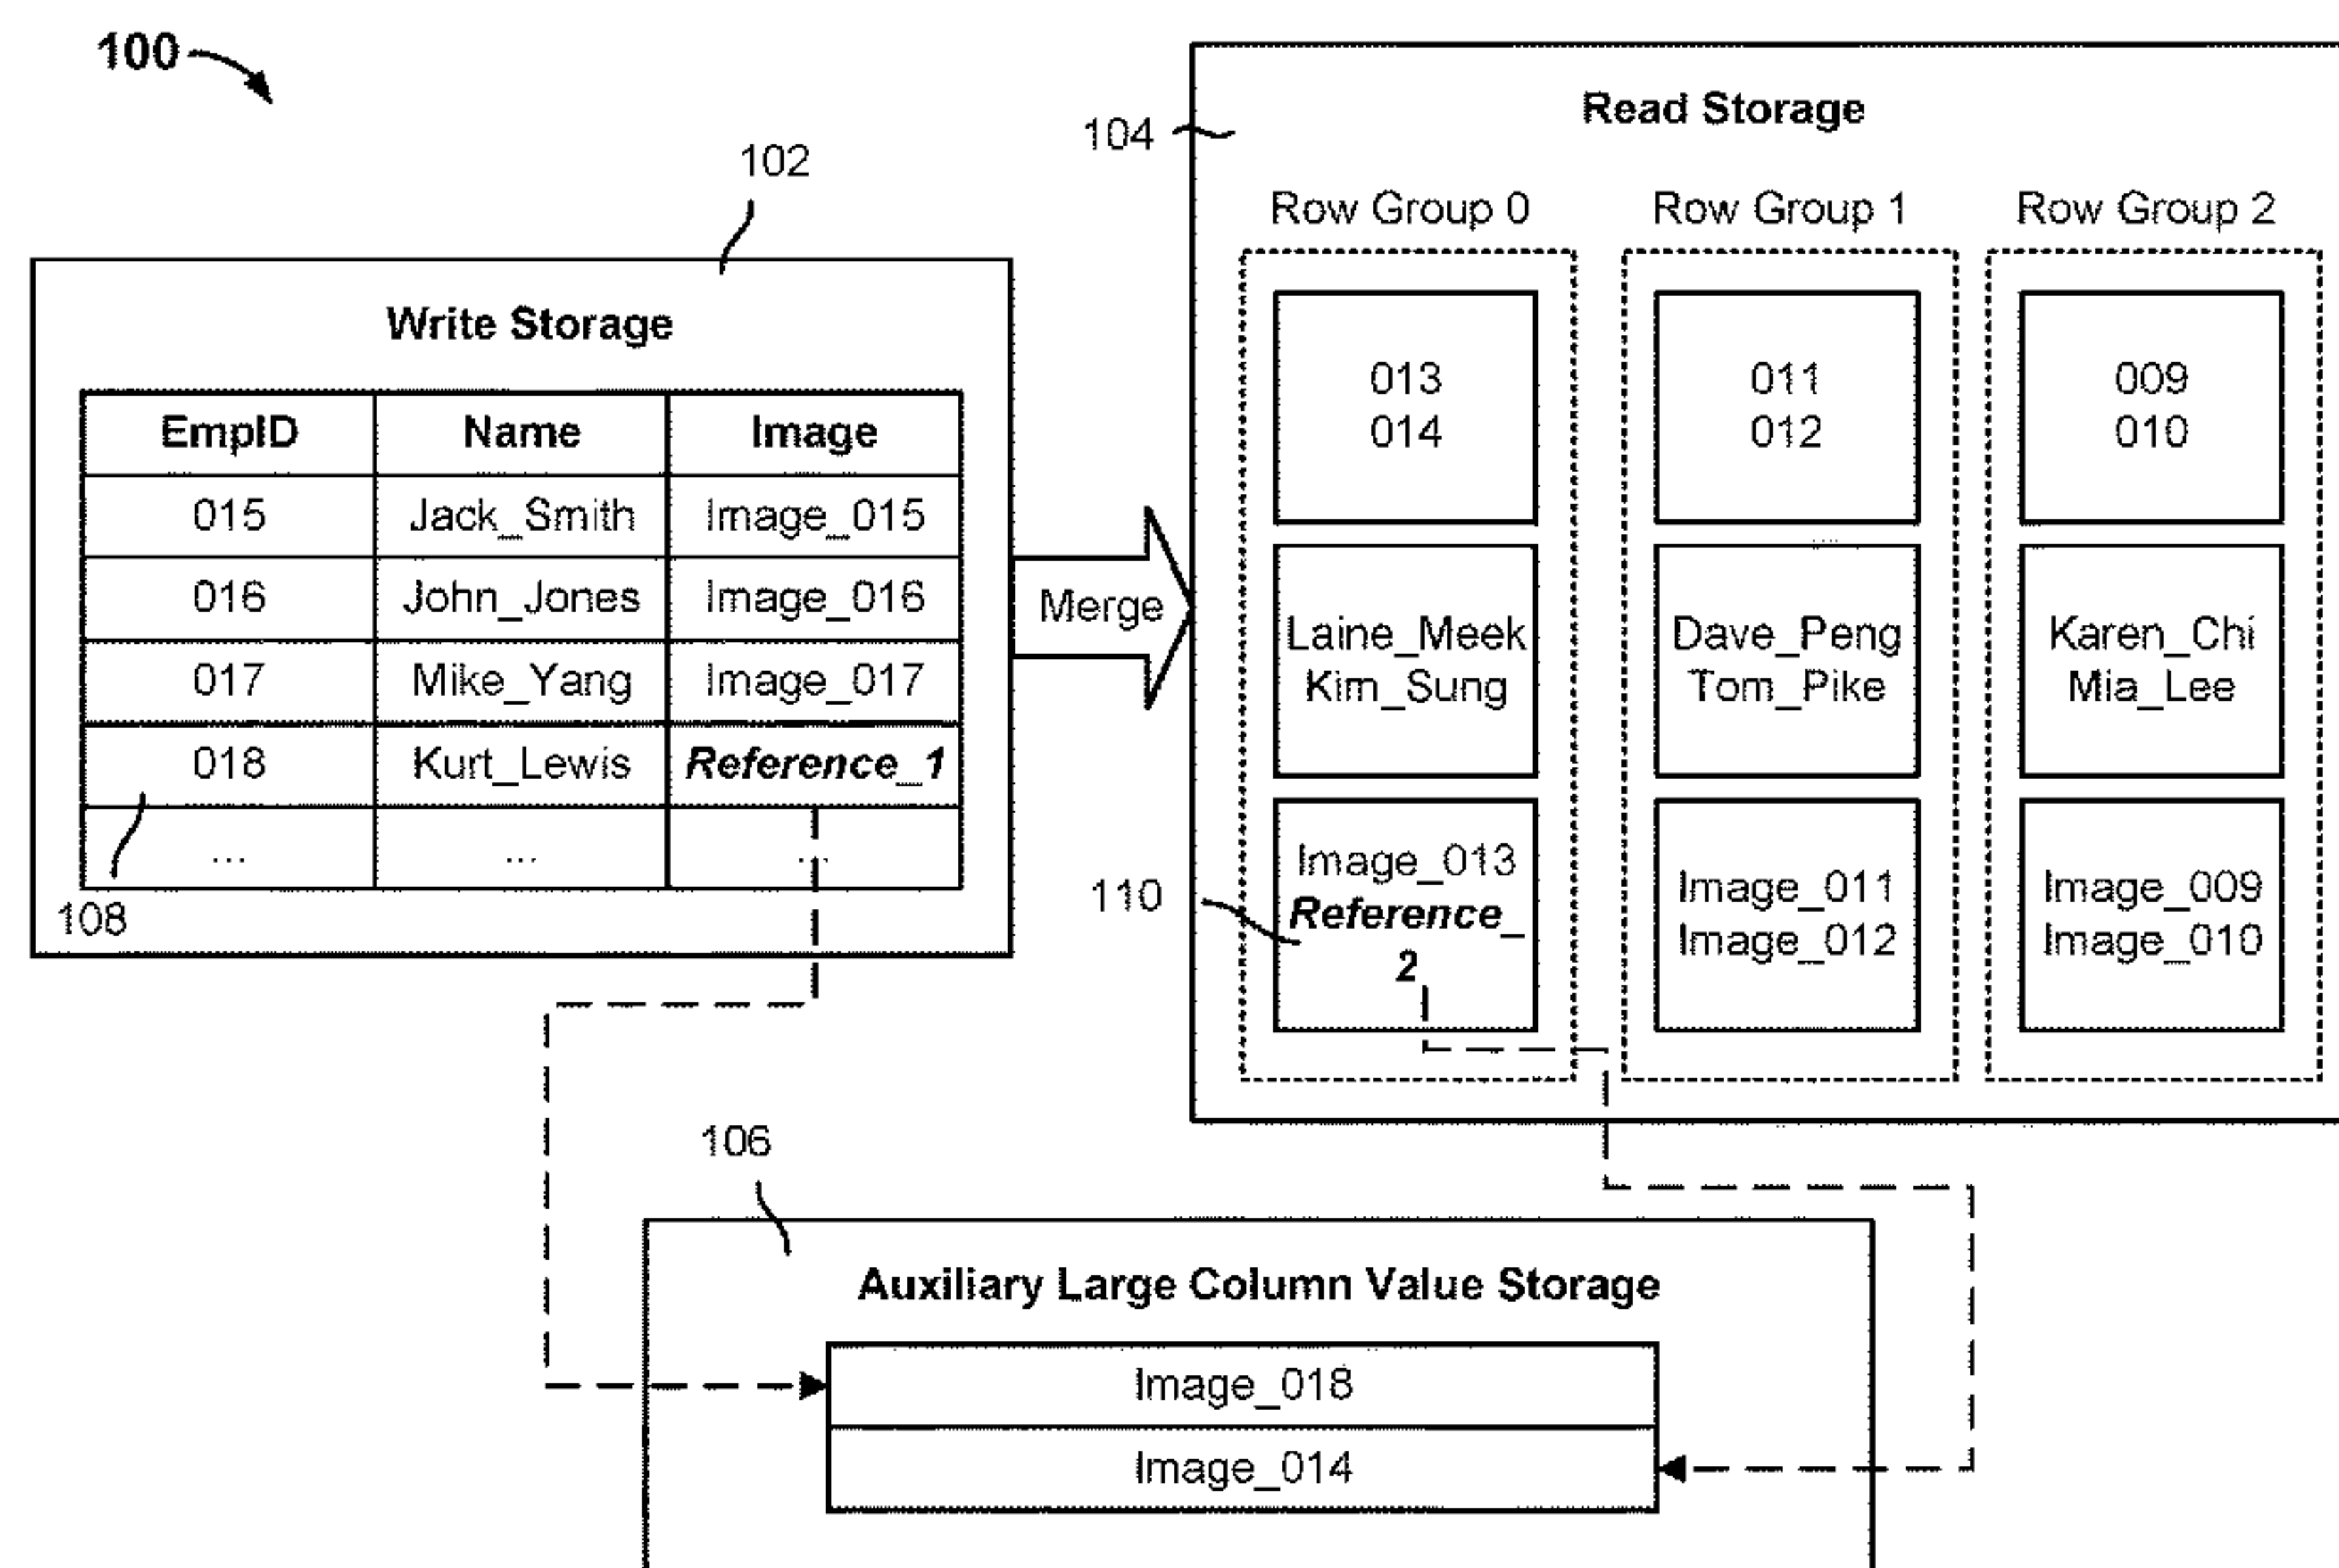 100
102
Write Storage
EmpID Name Image
015 Jack_Smith Image_015
016 John_Jones Image_016
017 Mike_Yang Image_017
018 Kurt_Lewis Reference_1
... ... ...
108
Merge
104
Read Storage
Row Group 0 Row Group 1 Row Group 2
013
014
011
012
009
010
Laine_Meek
Kim_Sung
Dave_Peng
Tom_Pike
Karen_Chi
Mia_Lee
110
Image_013
Reference_
2
Image_011
Image_012
Image_009
Image_010
106
Auxiliary Large Column Value Storage
Image_018
Image_014